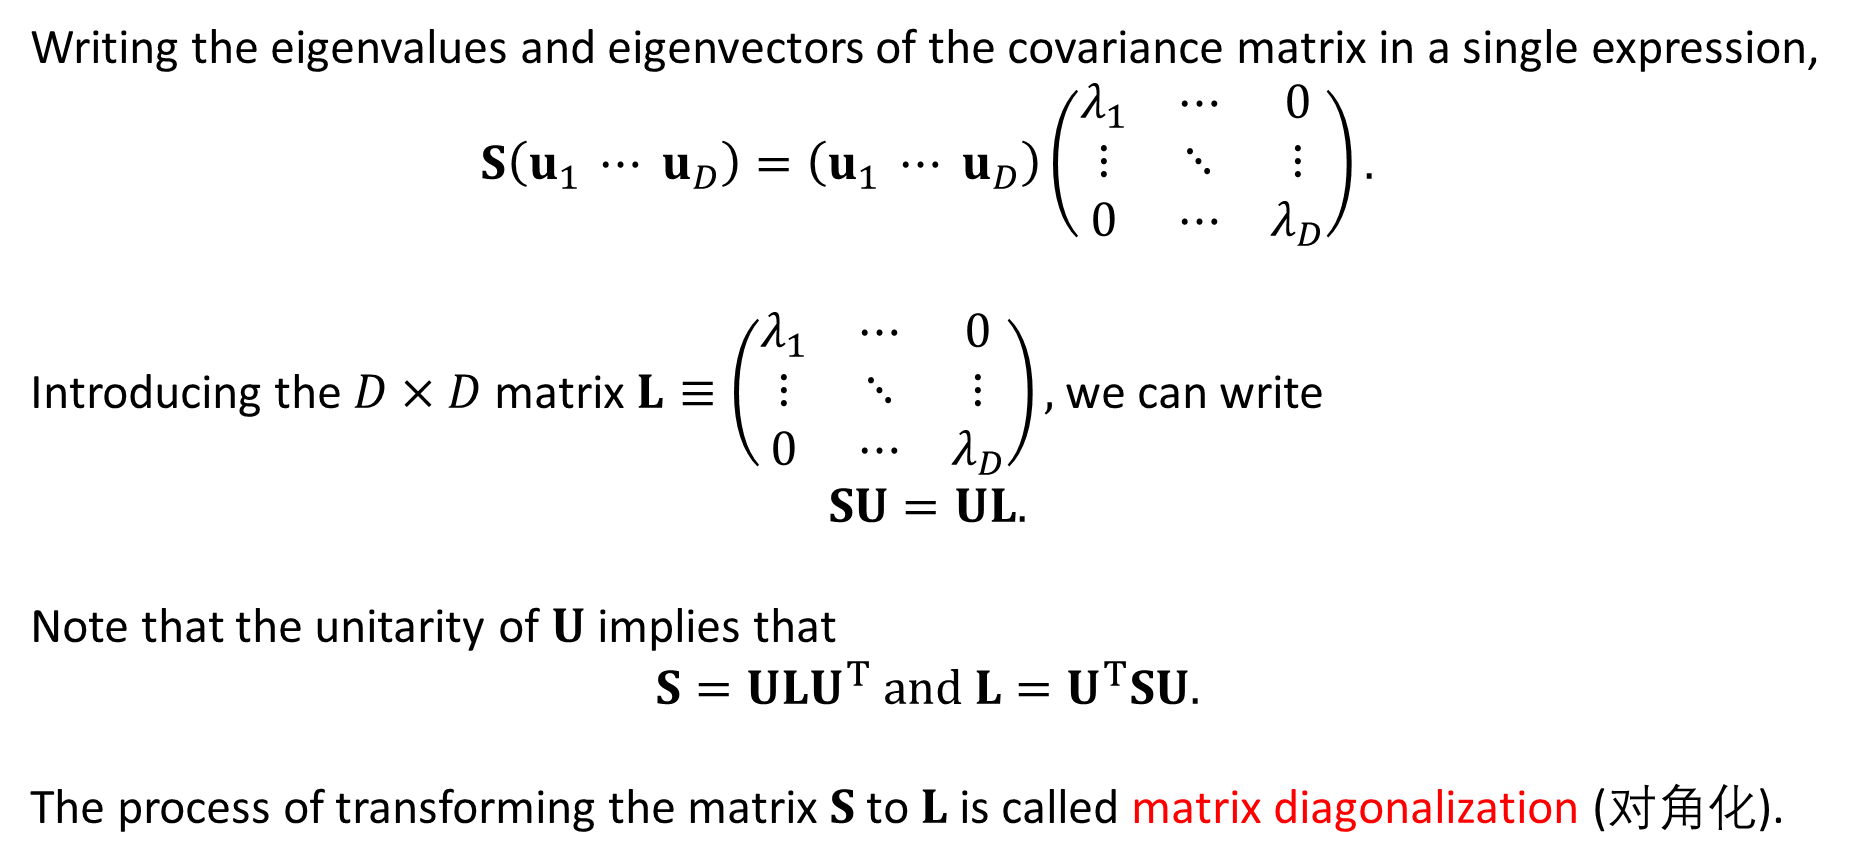 Writing the eigenvalues and eigenvectors of the covariance matrix in a single expression,
𝐒(𝐮₁ ⋯ 𝐮_D) = (𝐮₁ ⋯ 𝐮_D) (λ₁ ⋯ 0 ⋮ ⋱ ⋮ 0 ⋯ λ_D).
Introducing the D × D matrix 𝐋 ≡ (λ₁ ⋯ 0 ⋮ ⋱ ⋮ 0 ⋯ λ_D), we can write
𝐒𝐔 = 𝐔𝐋.
Note that the unitarity of 𝐔 implies that
𝐒 = 𝐔𝐋𝐔ᵀ and 𝐋 = 𝐔ᵀ𝐒𝐔.
The process of transforming the matrix 𝐒 to 𝐋 is called matrix diagonalization (对角化).